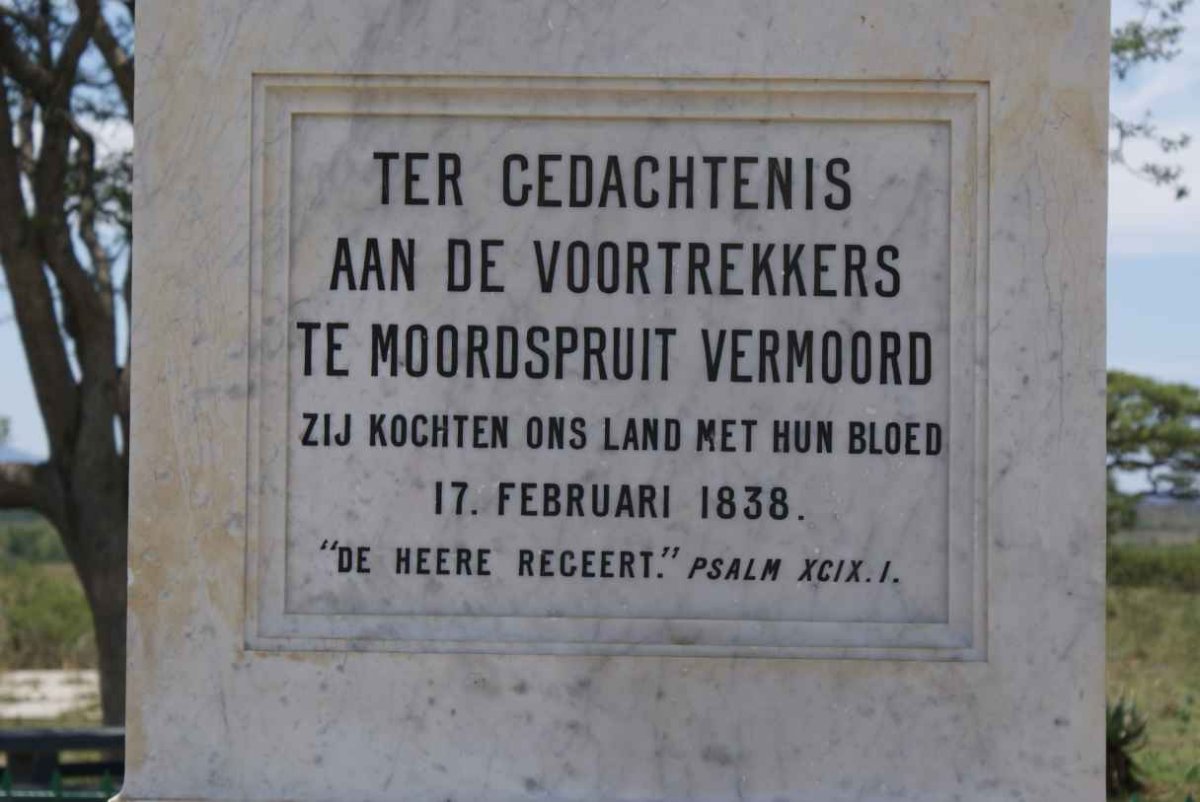 TER GEDACHTENIS
AAN DE VOORTREKKERS
TE MOORDSPRUIT VERMOORD
ZIJ KOCHTEN ONS LAND MET HUN BLOED
17. FEBRUARI 1838.
"DE HEERE REGEERT." PSALM XCIX.1.